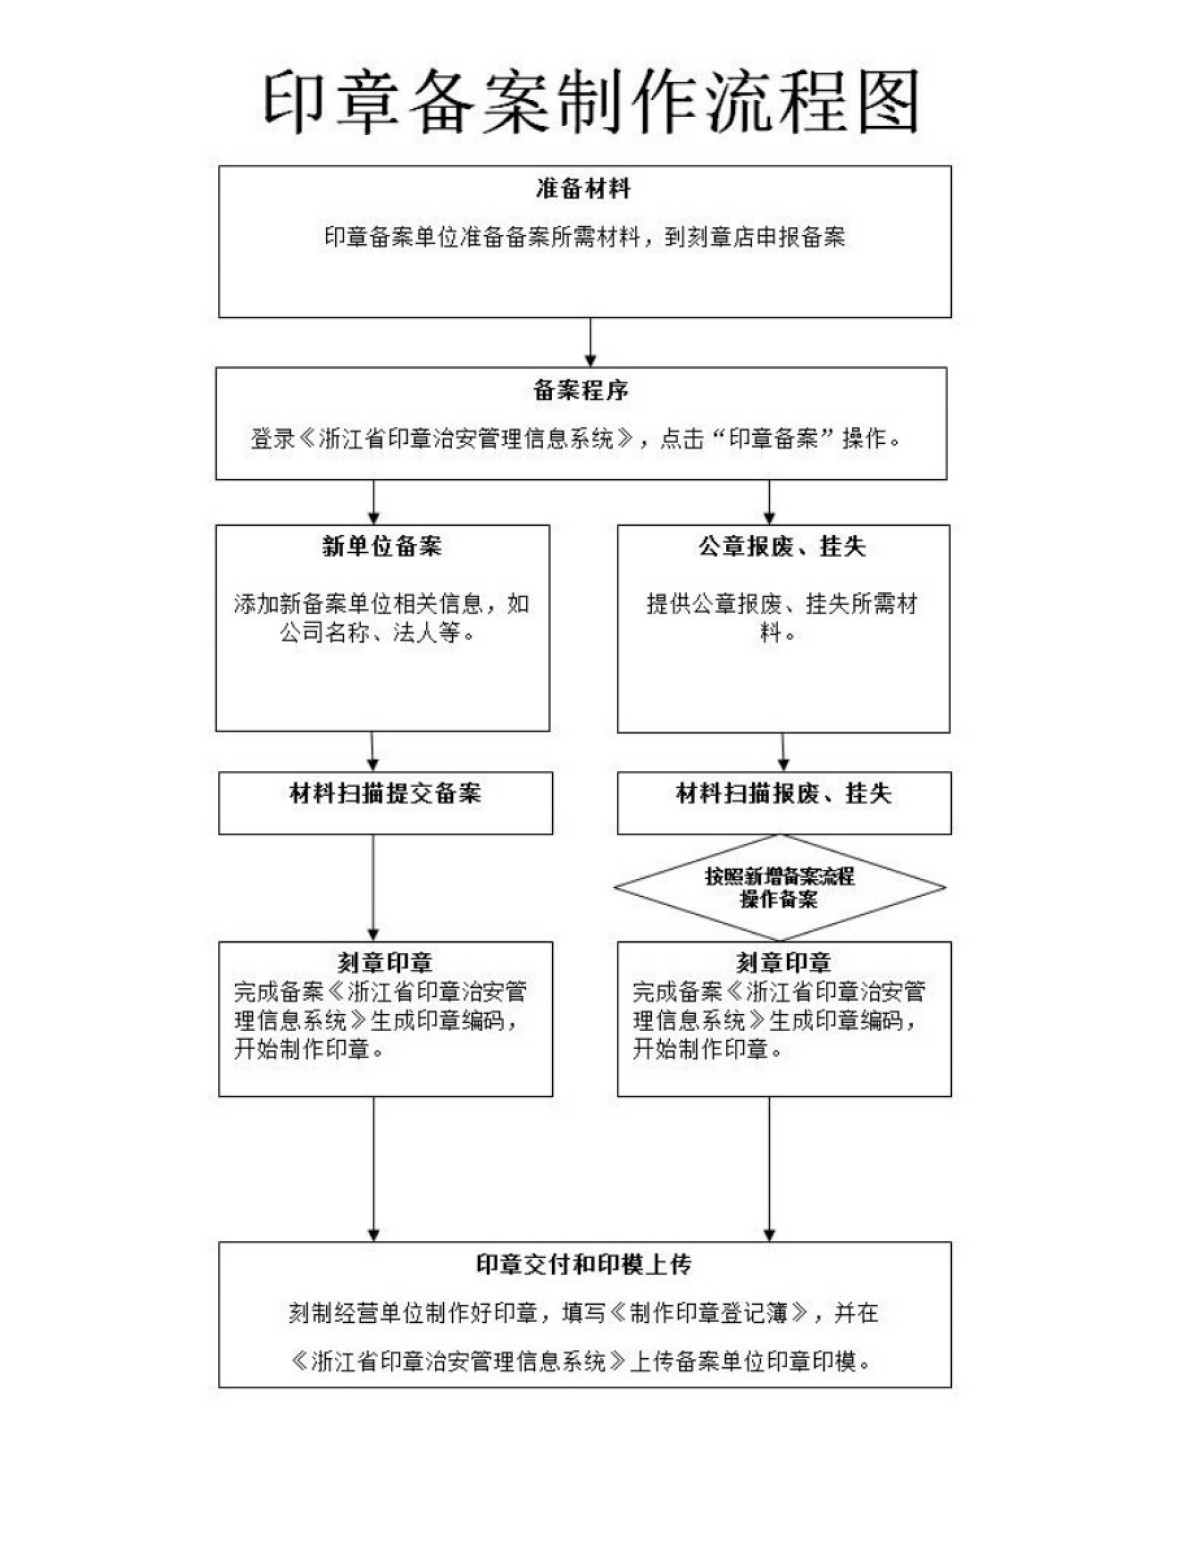 印章备案制作流程图
准备材料
印章备案单位准备备案所需材料，到刻章店申报备案
备案程序
登录《浙江省印章治安管理信息系统》，点击“印章备案”操作。
新单位备案
添加新备案单位相关信息，如
公司名称、法人等。
公章报废、挂失
提供公章报废、挂失所需材
料。
材料扫描提交备案
材料扫描报废、挂失
按照新增备案流程
操作备案
刻章印章
完成备案《浙江省印章治安管
理信息系统》生成印章编码，
开始制作印章。
刻章印章
完成备案《浙江省印章治安管
理信息系统》生成印章编码，
开始制作印章。
印章交付和印模上传
刻制经营单位制作好印章，填写《制作印章登记簿》，并在
《浙江省印章治安管理信息系统》上传备案单位印章印模。